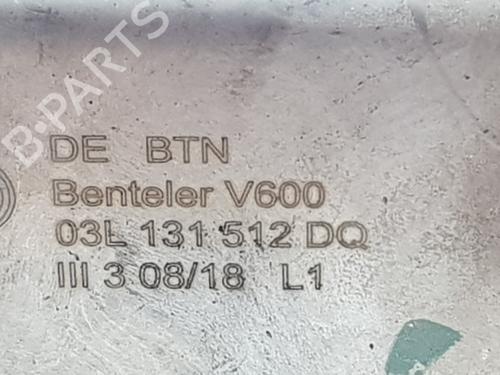 B-PARTS
DE BTN
Benteler V600
03L 131 512 DQ
III 3 08/18 L1